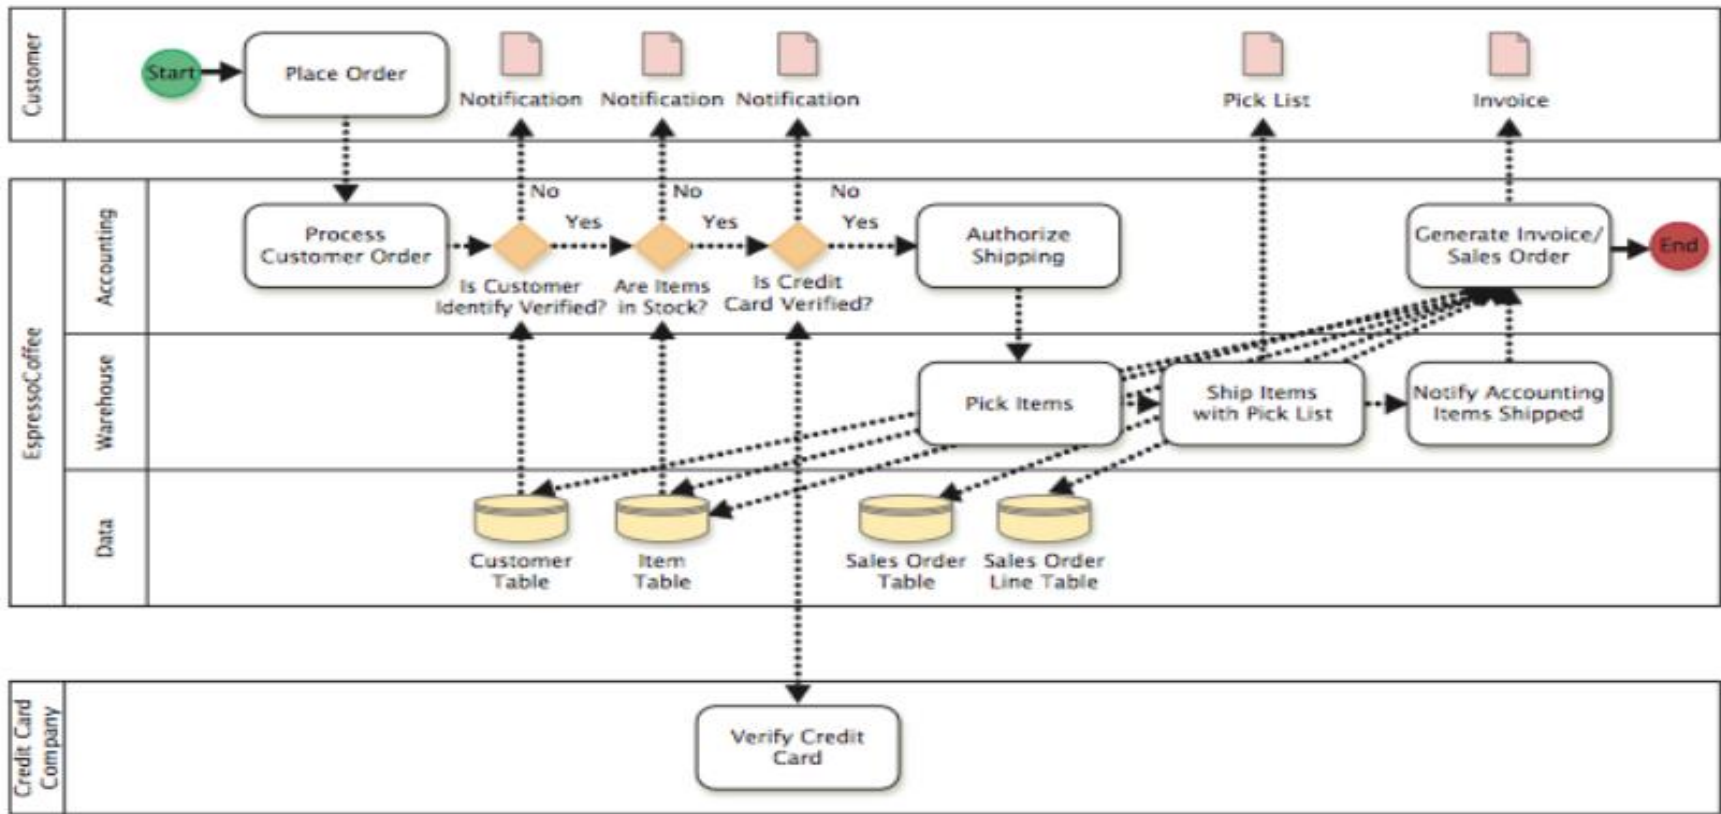 Customer
Start
Place Order
Notification
Notification
Notification
Pick List
Invoice
EspressoCoffee
Accounting
Process
Customer Order
No
Yes
No
Yes
No
Yes
Is Customer
Identify Verified?
Are Items
in Stock?
Is Credit
Card Verified?
Authorize
Shipping
Generate Invoice/
Sales Order
End
Warehouse
Pick Items
Ship Items
with Pick List
Notify Accounting
Items Shipped
Data
Customer
Table
Item
Table
Sales Order
Table
Sales Order
Line Table
Credit Card
Company
Verify Credit
Card